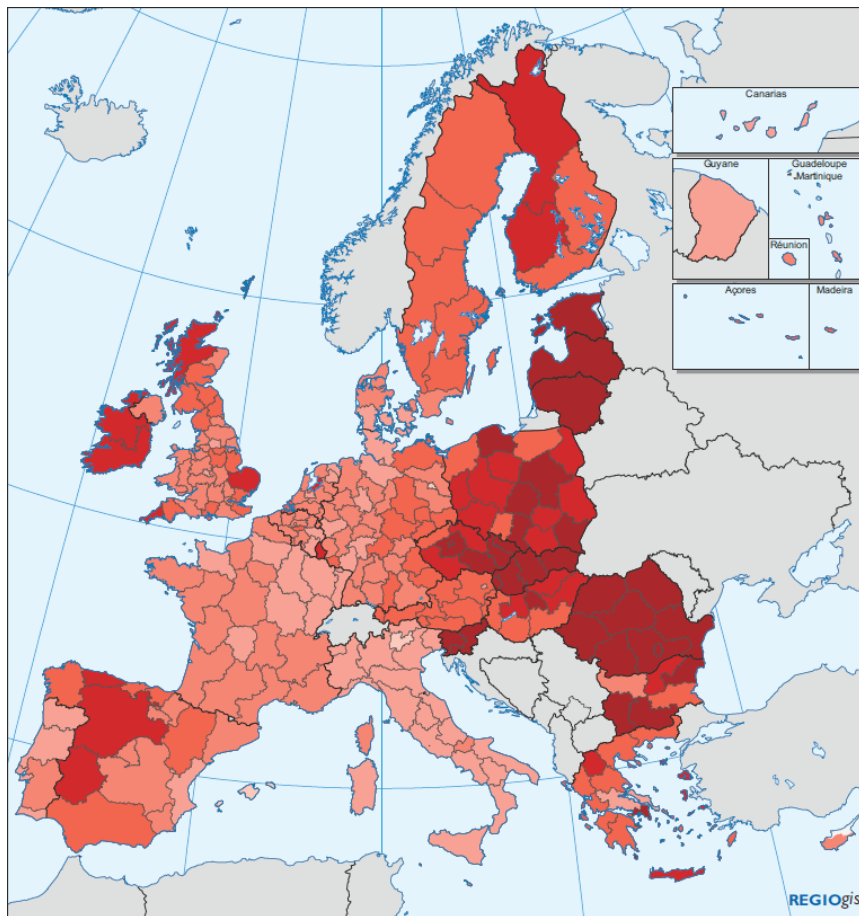 Canarias
Guyane
Guadeloupe
Martinique
Réunion
Açores
Madeira
REGIOgis